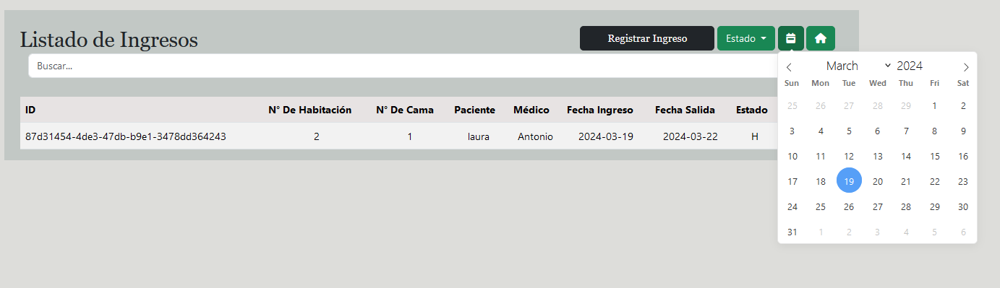 Listado de Ingresos
Registrar Ingreso
Estado
Buscar...
March 2024
Sun Mon Tue Wed Thu Fri Sat
25 26 27 28 29 1 2
3 4 5 6 7 8 9
10 11 12 13 14 15 16
17 18 19 20 21 22 23
24 25 26 27 28 29 30
31 1 2 3 4 5 6
ID N° De Habitación N° De Cama Paciente Médico Fecha Ingreso Fecha Salida Estado
87d31454-4de3-47db-b9e1-3478dd364243 2 1 laura Antonio 2024-03-19 2024-03-22 H